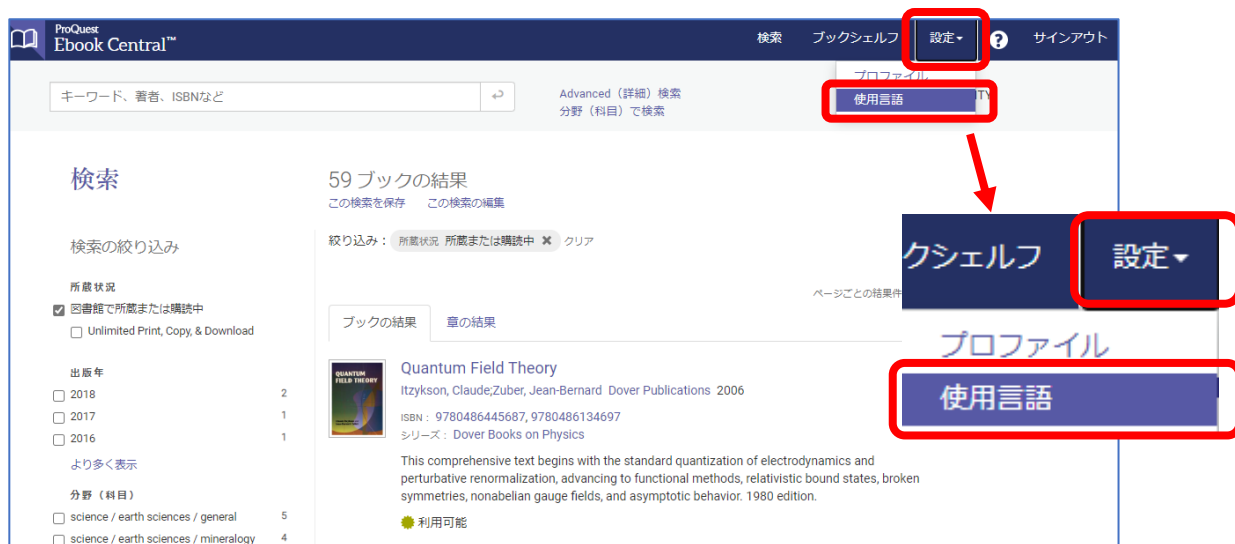 ProQuest
Ebook Central™
検索 ブックシェルフ 設定 ? サインアウト
プロファイル
使用言語
キーワード、著者、ISBNなど
Advanced（詳細）検索
分野（科目）で検索
検索
59 ブックの結果
この検索を保存 この検索の編集
検索の絞り込み
絞り込み： 所蔵状況 所蔵または購読中 ✖ クリア
所蔵状況
図書館で所蔵または購読中
Unlimited Print, Copy, & Download
ページごとの結果件
ブックの結果 章の結果
出版年
2018 2
2017 1
2016 1
より多く表示
分野（科目）
science / earth sciences / general 5
science / earth sciences / mineralogy 4
QUANTUM
FIELD THEORY
Quantum Field Theory
Itzykson, Claude;Zuber, Jean-Bernard Dover Publications 2006
ISBN： 9780486445687, 9780486134697
シリーズ： Dover Books on Physics
This comprehensive text begins with the standard quantization of electrodynamics and
perturbative renormalization, advancing to functional methods, relativistic bound states, broken
symmetries, nonabelian gauge fields, and asymptotic behavior. 1980 edition.
利用可能
クシェルフ 設定
プロファイル
使用言語